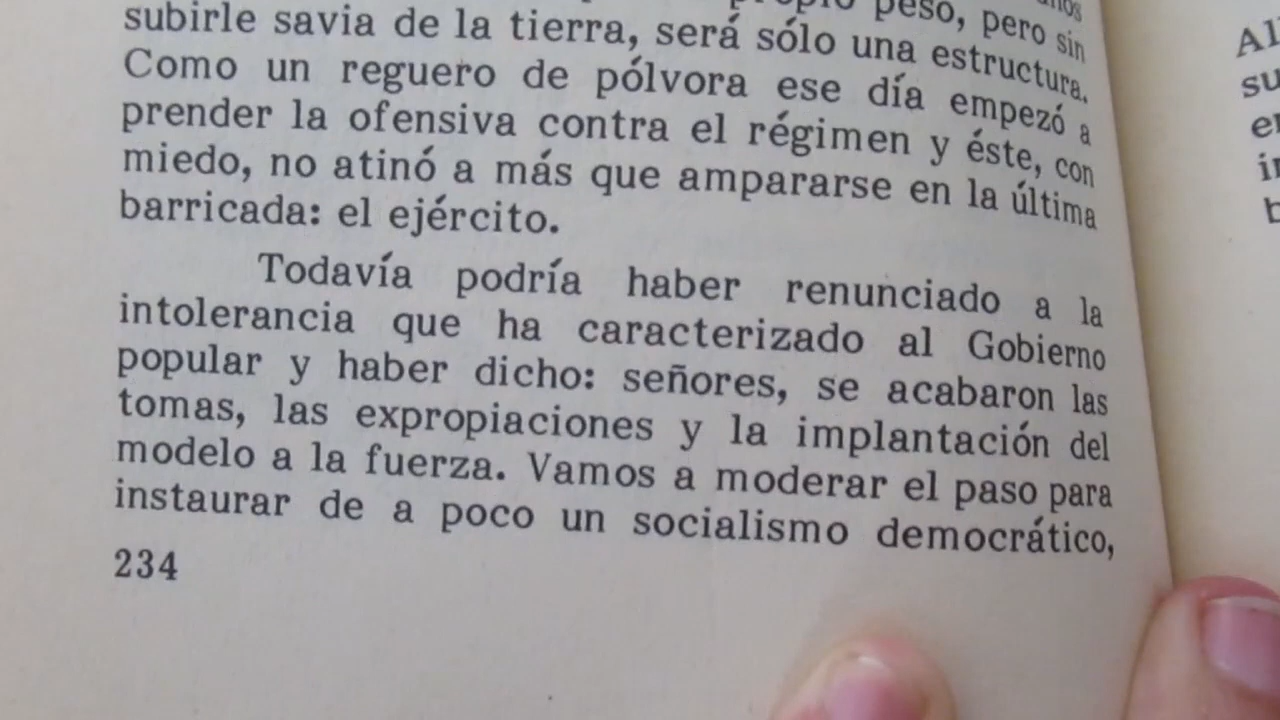 propio peso, pero sin
subirle savia de la tierra, será sólo una estructura.
Como un reguero de pólvora ese día empezó a
prender la ofensiva contra el régimen y éste, con
miedo, no atinó a más que ampararse en la última
barricada: el ejército.
Todavía podría haber renunciado a la
intolerancia que ha caracterizado al Gobierno
popular y haber dicho: señores, se acabaron las
tomas, las expropiaciones y la implantación del
modelo a la fuerza. Vamos a moderar el paso para
instaurar de a poco un socialismo democrático,
234